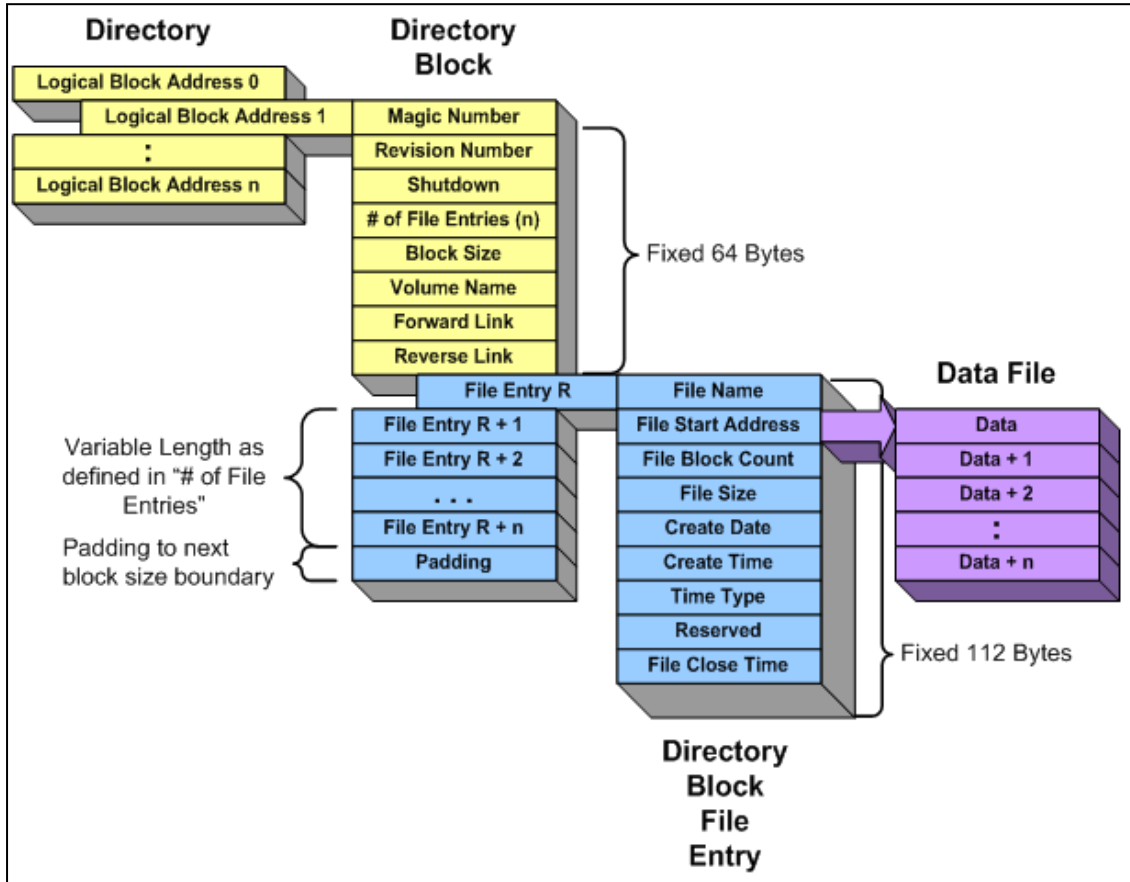 Directory
Logical Block Address 0
Logical Block Address 1
:
Logical Block Address n
Directory
Block
Magic Number
Revision Number
Shutdown
# of File Entries (n)
Block Size
Volume Name
Forward Link
Reverse Link
Fixed 64 Bytes
File Entry R
File Entry R + 1
File Entry R + 2
. . .
File Entry R + n
Padding
Variable Length as
defined in “# of File
Entries”
Padding to next
block size boundary
File Name
File Start Address
File Block Count
File Size
Create Date
Create Time
Time Type
Reserved
File Close Time
Fixed 112 Bytes
Directory
Block
File
Entry
Data File
Data
Data + 1
Data + 2
:
Data + n